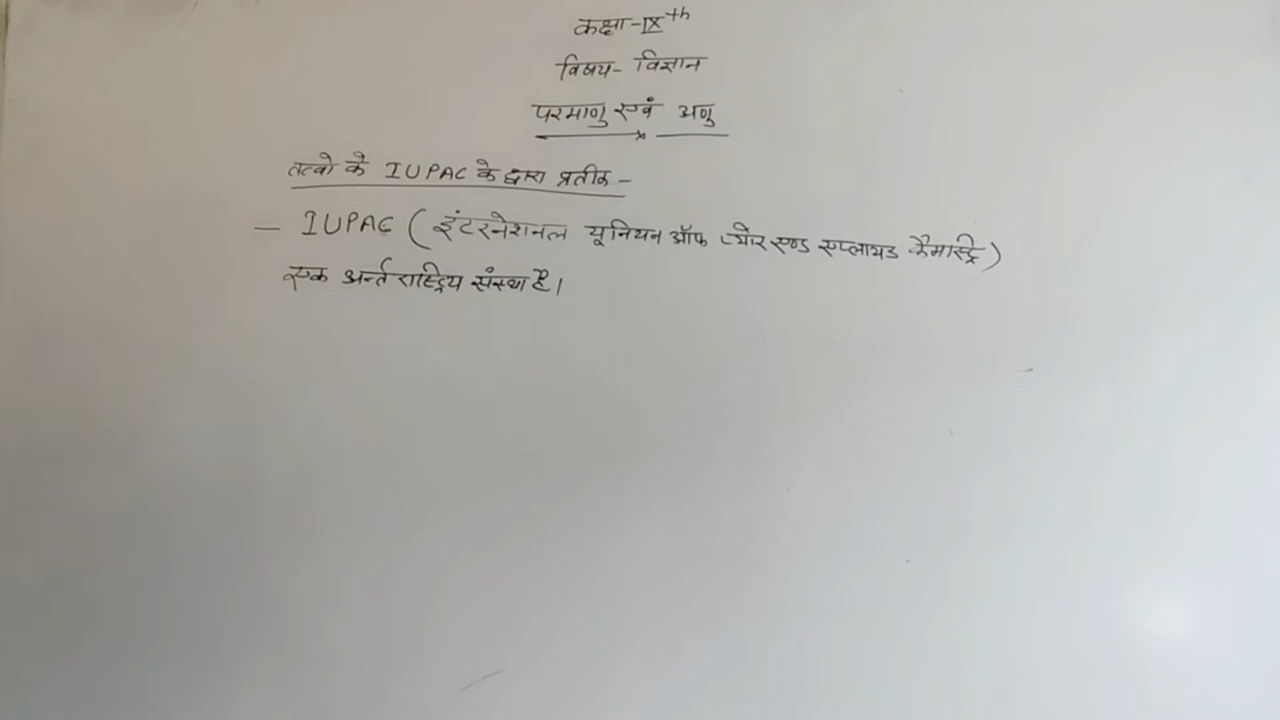 कक्षा-IXth
विषय- विज्ञान
परमाणु एवं अणु
तत्वो के IUPAC के द्वारा प्रतीक -
- IUPAC (इंटरनेशनल यूनियन ऑफ प्योर एण्ड एप्लायड कैमेस्ट्रि)
एक अर्न्तराष्ट्रिय संस्था है।